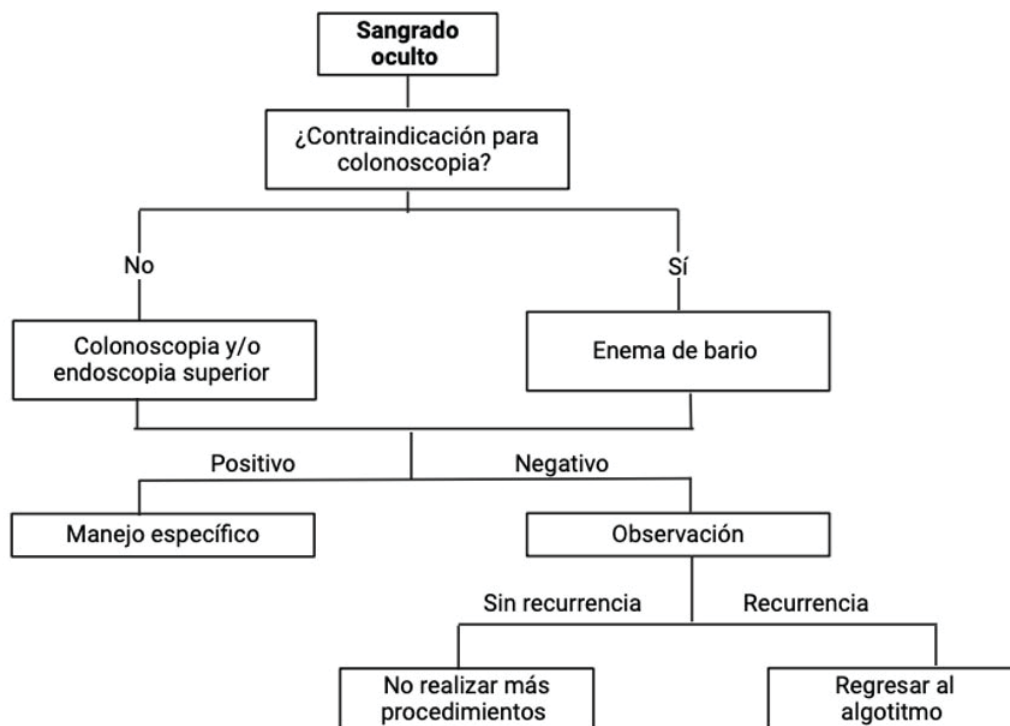 Sangrado
oculto
¿Contraindicación para
colonoscopia?
No
Sí
Colonoscopia y/o
endoscopia superior
Enema de bario
Positivo
Negativo
Manejo específico
Observación
Sin recurrencia
Recurrencia
No realizar más
procedimientos
Regresar al
algotitmo